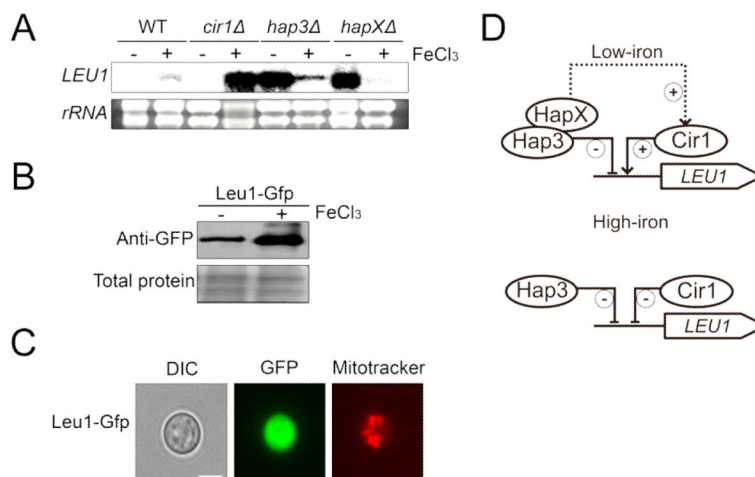 A
WT cir1Δ hap3Δ hapXΔ
- + - + - + - + FeCl₃
LEU1
rRNA
B
Leu1-Gfp
- + FeCl₃
Anti-GFP
Total protein
C
DIC GFP Mitotracker
Leu1-Gfp
D
Low-iron
+
HapX
Hap3 - + Cir1
LEU1
High-iron
Hap3 - - Cir1
LEU1